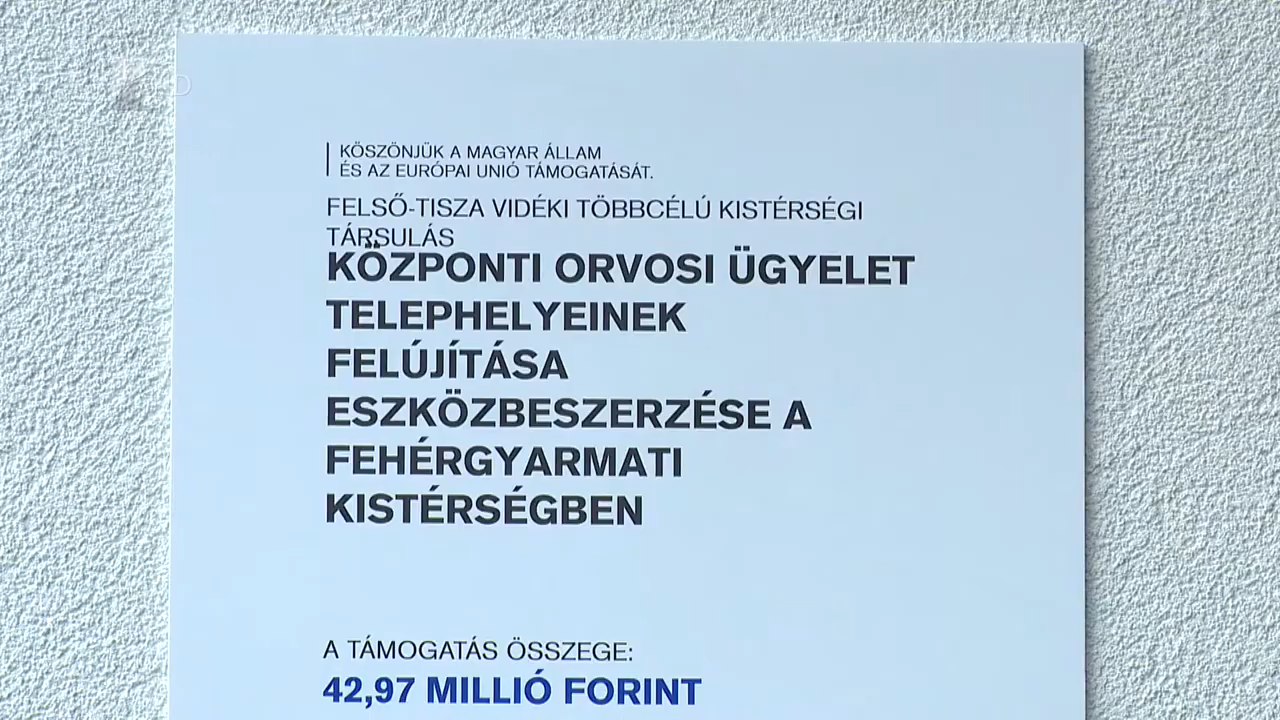 KÖSZÖNJÜK A MAGYAR ÁLLAM
ÉS AZ EURÓPAI UNIÓ TÁMOGATÁSÁT.
FELSŐ-TISZA VIDÉKI TÖBBCÉLÚ KISTÉRSÉGI
TÁRSULÁS
KÖZPONTI ORVOSI ÜGYELET
TELEPHELYEINEK
FELÚJÍTÁSA
ESZKÖZBESZERZÉSE A
FEHÉRGYARMATI
KISTÉRSÉGBEN
A TÁMOGATÁS ÖSSZEGE:
42,97 MILLIÓ FORINT